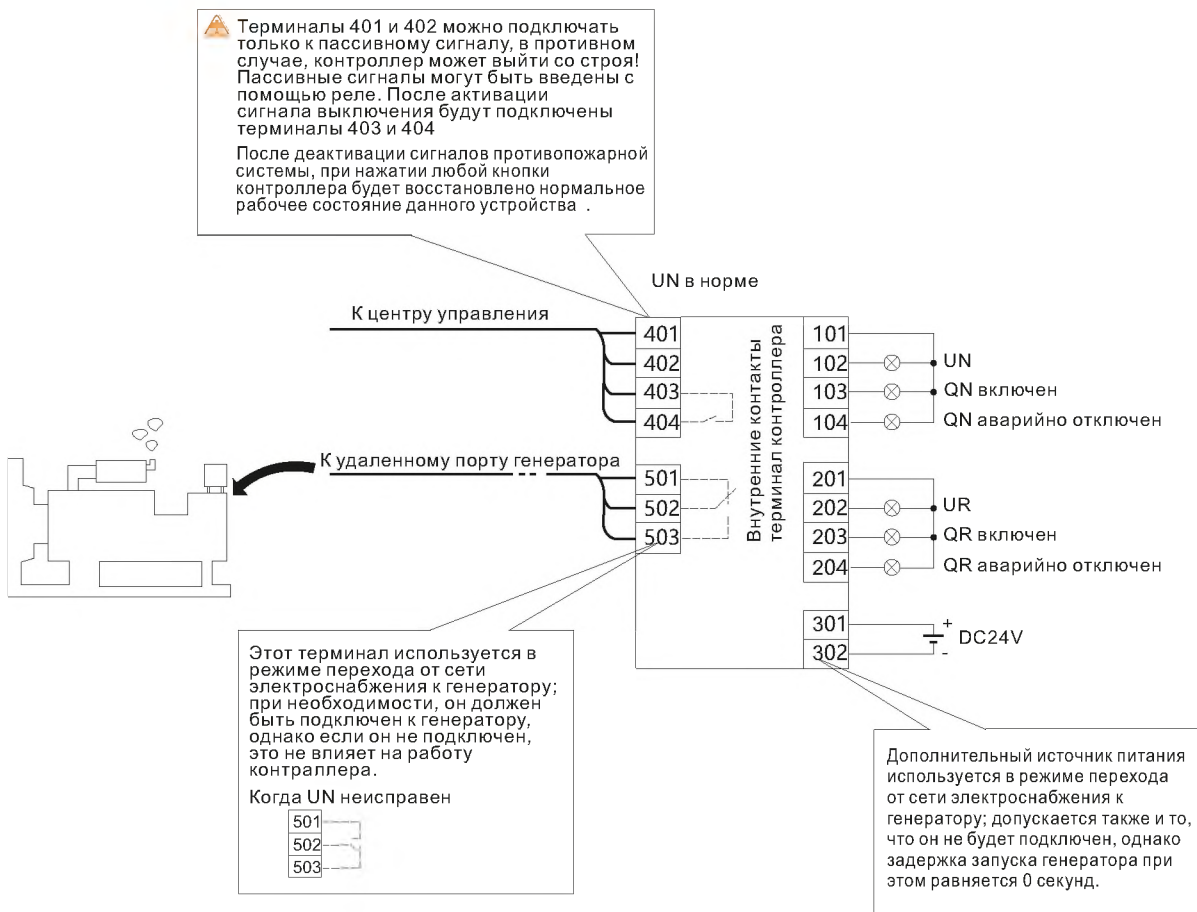 Терминалы 401 и 402 можно подключать
только к пассивному сигналу, в противном
случае, контроллер может выйти со строя!
Пассивные сигналы могут быть введены с
помощью реле. После активации
сигнала выключения будут подключены
терминалы 403 и 404
После деактивации сигналов противопожарной
системы, при нажатии любой кнопки
контроллера будет восстановлено нормальное
рабочее состояние данного устройства .
UN в норме
К центру управления
401
402
403
404
К удаленному порту генератора
501
502
503
Внутренние контакты
терминал контроллера
101
102
UN
103
QN включен
104
QN аварийно отключен
201
202
UR
203
QR включен
204
QR аварийно отключен
301
302
+
DC24V
-
Этот терминал используется в
режиме перехода от сети
электроснабжения к генератору;
при необходимости, он должен
быть подключен к генератору,
однако если он не подключен,
это не влияет на работу
контраллера.
Когда UN неисправен
501
502
503
Дополнительный источник питания
используется в режиме перехода
от сети электроснабжения к
генератору; допускается также и то,
что он не будет подключен, однако
задержка запуска генератора при
этом равняется 0 секунд.